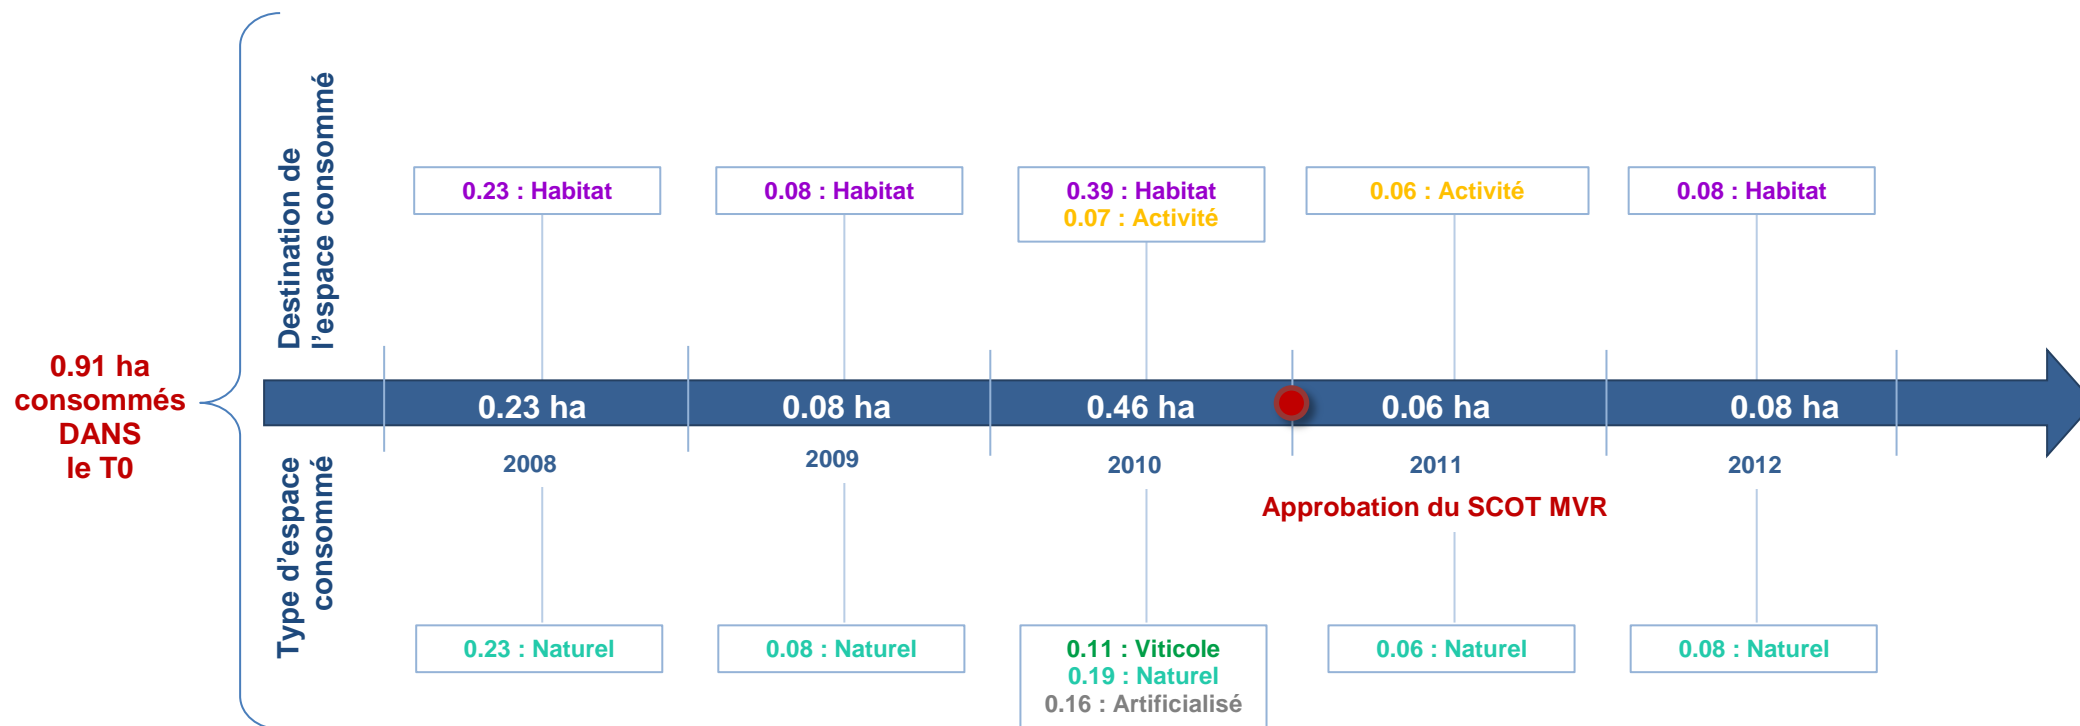 Destination de
l’espace consommé
0.23 : Habitat
0.08 : Habitat
0.39 : Habitat
0.07 : Activité
0.06 : Activité
0.08 : Habitat
0.91 ha
consommés
DANS
le T0
0.23 ha
0.08 ha
0.46 ha
0.06 ha
0.08 ha
2008
2009
2010
2011
2012
Approbation du SCOT MVR
Type d’espace
consommé
0.23 : Naturel
0.08 : Naturel
0.11 : Viticole
0.19 : Naturel
0.16 : Artificialisé
0.06 : Naturel
0.08 : Naturel